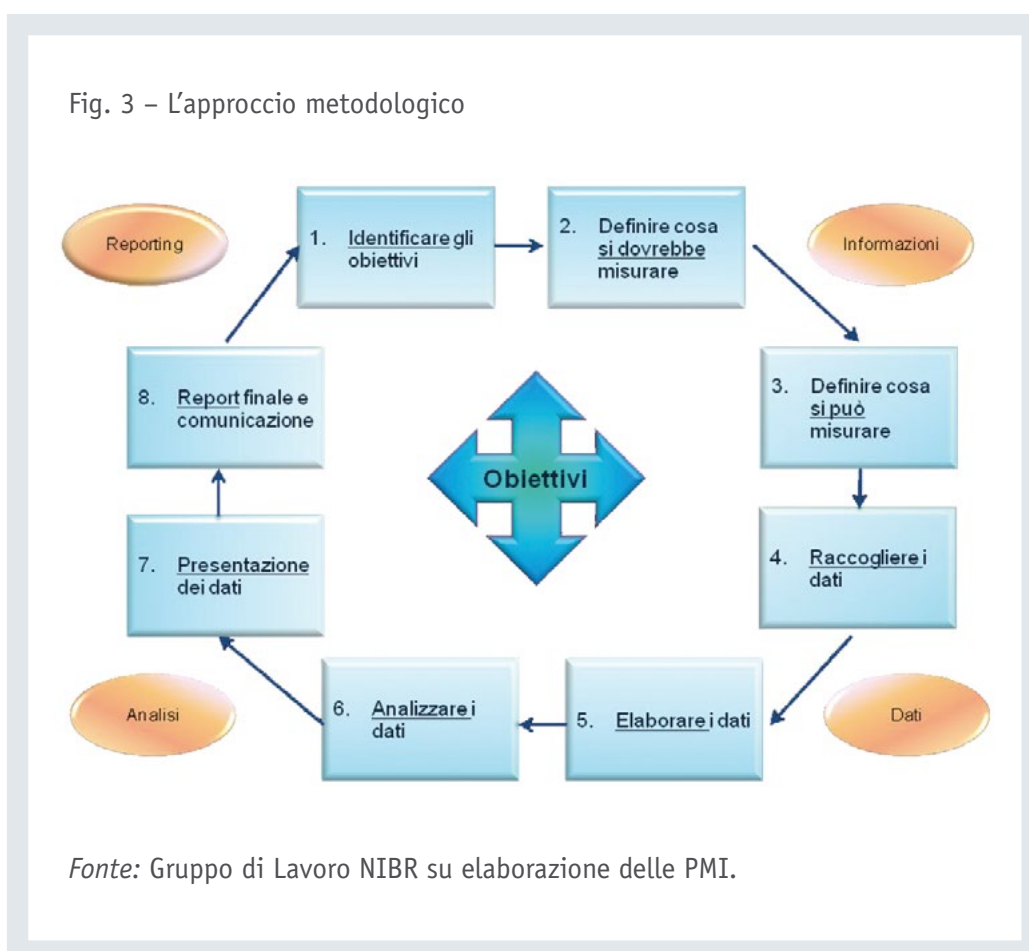 Fig. 3 – L'approccio metodologico
Reporting
1. Identificare gli
obiettivi
2. Definire cosa
si dovrebbe
misurare
Informazioni
8. Report finale e
comunicazione
3. Definire cosa
si può
misurare
Obiettivi
7. Presentazione
dei dati
4. Raccogliere i
dati
Analisi
6. Analizzare i
dati
5. Elaborare i dati
Dati
Fonte: Gruppo di Lavoro NIBR su elaborazione delle PMI.